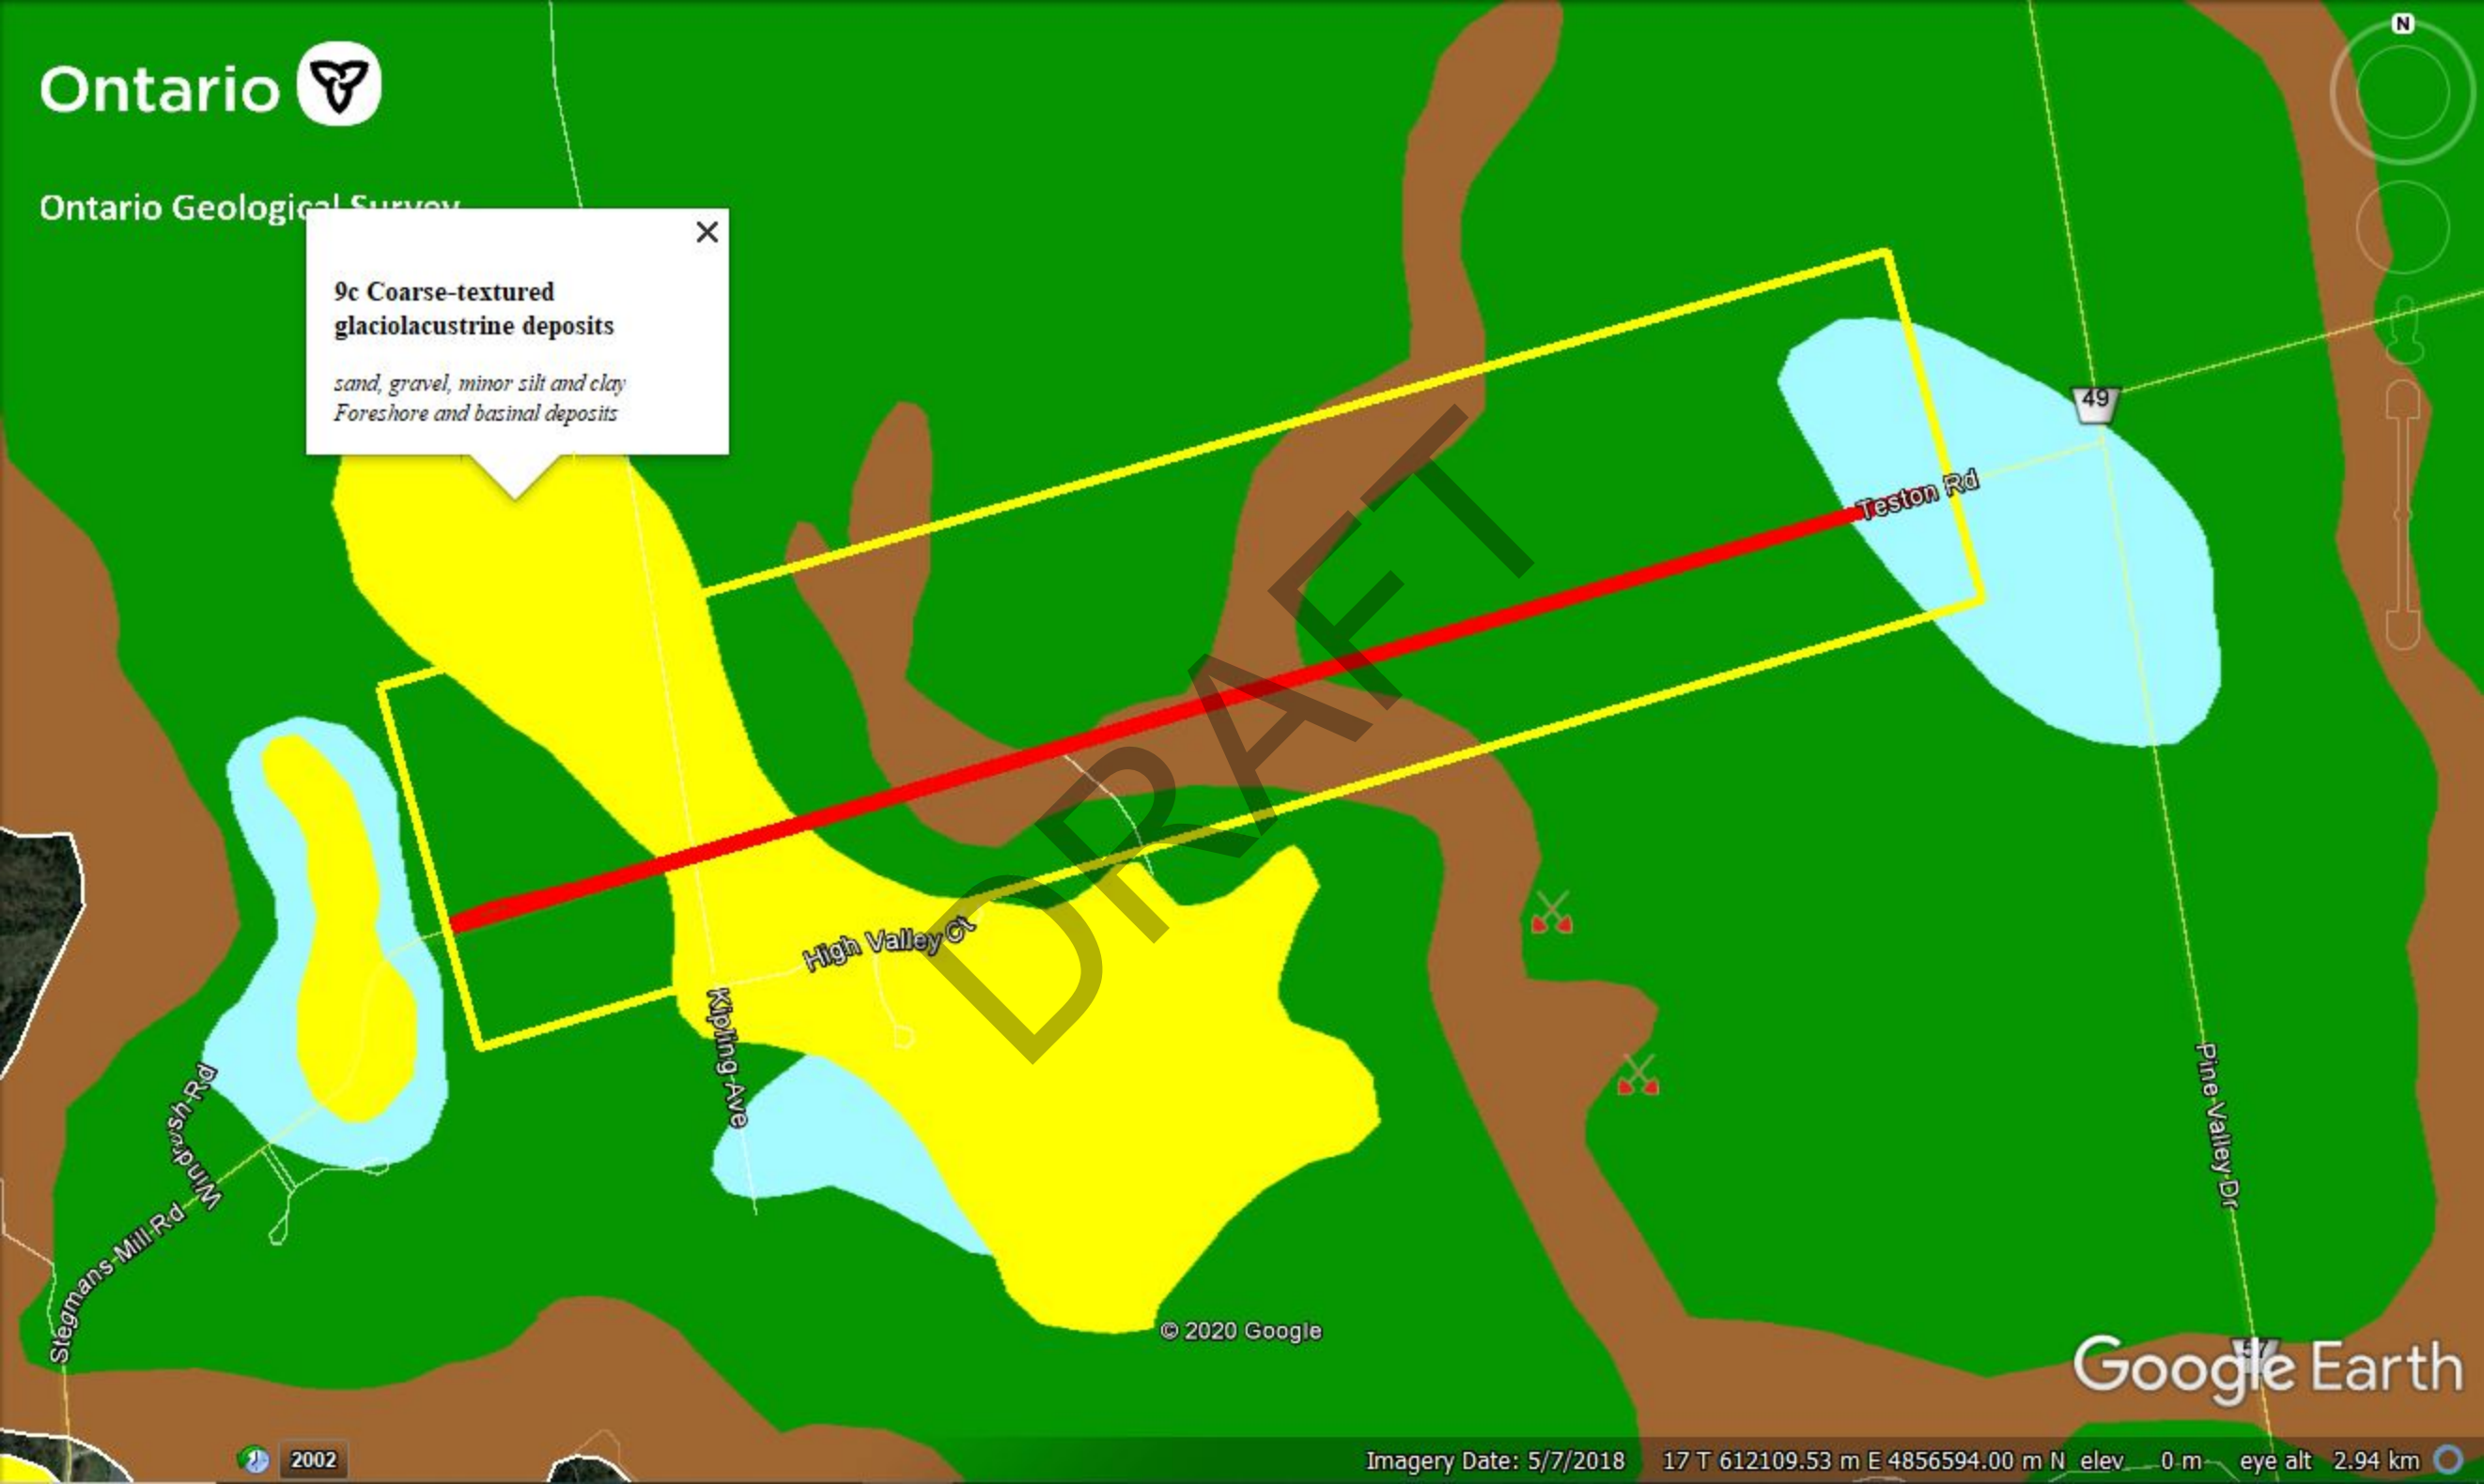 Ontario
N
Ontario Geological Survey
9c Coarse-textured
glaciolacustrine deposits
sand, gravel, minor silt and clay
Foreshore and basinal deposits
49
Teston Rd
DRAFT
High Valley Ct
Kipling Ave
Windrush Rd
Pine Valley Dr
Stegmans Mill Rd
© 2020 Google
Google Earth
2002
Imagery Date: 5/7/2018 17 T 612109.53 m E 4856594.00 m N elev 0 m eye alt 2.94 km